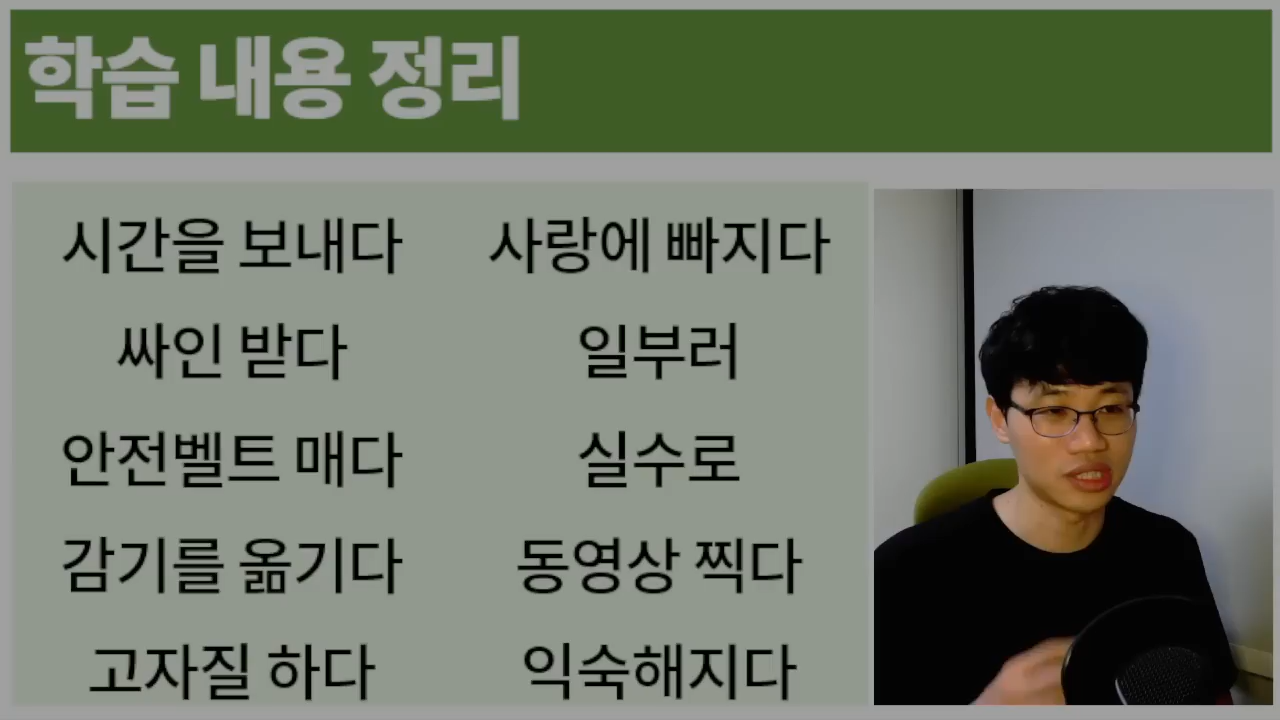 학습 내용 정리
시간을 보내다
사랑에 빠지다
싸인 받다
일부러
안전벨트 매다
실수로
감기를 옮기다
동영상 찍다
고자질 하다
익숙해지다